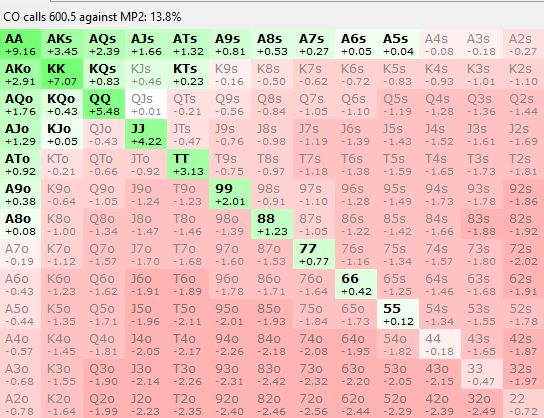 CO calls 600.5 against MP2: 13.8%
AA AKs AQs AJs ATs A9s A8s A7s A6s A5s A4s A3s A2s
+9.16 +3.45 +2.39 +1.66 +1.32 +0.81 +0.53 +0.27 +0.05 +0.04 -0.08 -0.18 -0.27
AKo KK KQs KJs KTs K9s K8s K7s K6s K5s K4s K3s K2s
+2.91 +7.07 +0.83 +0.46 +0.23 -0.16 -0.50 -0.62 -0.72 -0.83 -0.93 -1.01 -1.10
AQo KQo QQ QJs QTs Q9s Q8s Q7s Q6s Q5s Q4s Q3s Q2s
+1.76 +0.43 +5.48 +0.01 -0.21 -0.56 -0.84 -1.05 -1.10 -1.19 -1.28 -1.36 -1.44
AJo KJo QJo JJ JTs J9s J8s J7s J6s J5s J4s J3s J2s
+1.29 +0.05 -0.43 +4.22 -0.47 -0.76 -0.98 -1.19 -1.39 -1.43 -1.52 -1.61 -1.69
ATo KTo QTo JTo TT T9s T8s T7s T6s T5s T4s T3s T2s
+0.92 -0.21 -0.66 -0.92 +3.13 -0.75 -0.97 -1.18 -1.38 -1.59 -1.65 -1.73 -1.81
A9o K9o Q9o J9o T9o 99 98s 97s 96s 95s 94s 93s 92s
+0.38 -0.64 -1.05 -1.24 -1.23 +2.01 -0.91 -1.10 -1.28 -1.49 -1.73 -1.78 -1.86
A8o K8o Q8o J8o T8o 98o 88 87s 86s 85s 84s 83s 82s
+0.08 -1.00 -1.34 -1.47 -1.46 -1.39 +1.23 -1.05 -1.22 -1.42 -1.66 -1.88 -1.92
A7o K7o Q7o J7o T7o 97o 87o 77 76s 75s 74s 73s 72s
-0.19 -1.12 -1.57 -1.70 -1.68 -1.60 -1.53 +0.77 -1.16 -1.34 -1.57 -1.80 -2.02
A6o K6o Q6o J6o T6o 96o 86o 76o 66 65s 64s 63s 62s
-0.43 -1.23 -1.62 -1.91 -1.89 -1.78 -1.71 -1.64 +0.42 -1.25 -1.46 -1.68 -1.91
A5o K5o Q5o J5o T5o 95o 85o 75o 65o 55 54s 53s 52s
-0.44 -1.35 -1.71 -1.96 -2.11 -2.01 -1.93 -1.84 -1.73 +0.12 -1.34 -1.55 -1.78
A4o K4o Q4o J4o T4o 94o 84o 74o 64o 54o 44 43s 42s
-0.57 -1.45 -1.81 -2.05 -2.17 -2.26 -2.18 -2.08 -1.95 -1.82 -0.18 -1.65 -1.87
A3o K3o Q3o J3o T3o 93o 83o 73o 63o 53o 43o 33 32s
-0.68 -1.55 -1.90 -2.14 -2.26 -2.31 -2.42 -2.32 -2.20 -2.05 -2.15 -0.47 -1.97
A2o K2o Q2o J2o T2o 92o 82o 72o 62o 52o 42o 32o 22
-0.78 -1.64 -1.99 -2.23 -2.35 -2.40 -2.46 -2.56 -2.44 -2.29 -2.39 -2.49 -0.72